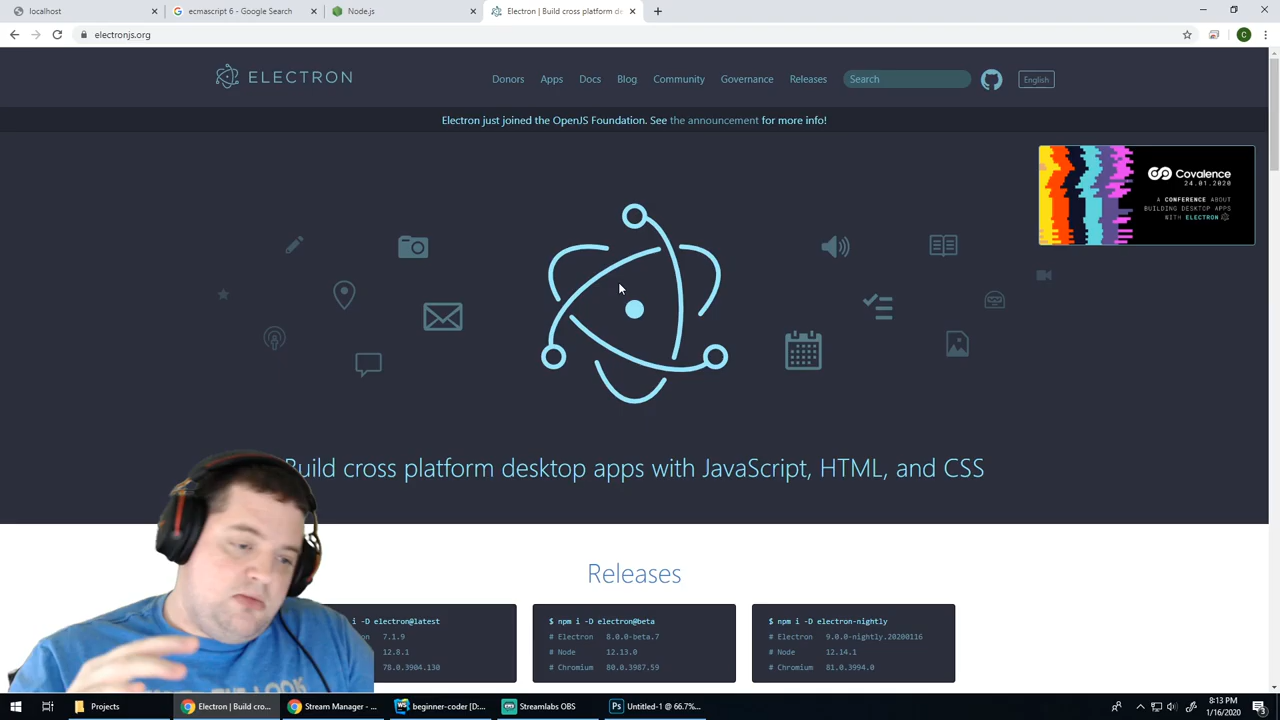 localhost
ecmascript 6 - Google Search
Node.js
Electron | Build cross platform de
electronjs.org
C
ELECTRON
Donors
Apps
Docs
Blog
Community
Governance
Releases
Search
English
Electron just joined the OpenJS Foundation. See the announcement for more info!
Covalence
24.01.2020
A CONFERENCE ABOUT
BUILDING DESKTOP APPS
WITH ELECTRON
Build cross platform desktop apps with JavaScript, HTML, and CSS
Releases
i -D electron@latest
7.1.9
12.8.1
78.0.3904.130
$ npm i -D electron@beta
# Electron 8.0.0-beta.7
# Node 12.13.0
# Chromium 80.0.3987.59
$ npm i -D electron-nightly
# Electron 9.0.0-nightly.20200116
# Node 12.14.1
# Chromium 81.0.3994.0
Projects
Electron | Build cro...
Stream Manager - ...
beginner-coder [D:...
Streamlabs OBS
Untitled-1 @ 66.7%...
8:13 PM
1/16/2020
3